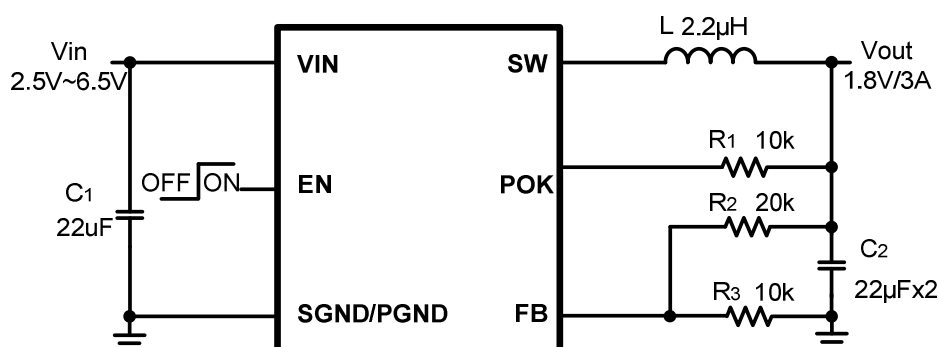 L 2.2µH
Vin
2.5V~6.5V
VIN
SW
Vout
1.8V/3A
R1 10k
OFF ON
EN
POK
C1
22uF
R2 20k
C2
22µFx2
R3 10k
SGND/PGND
FB